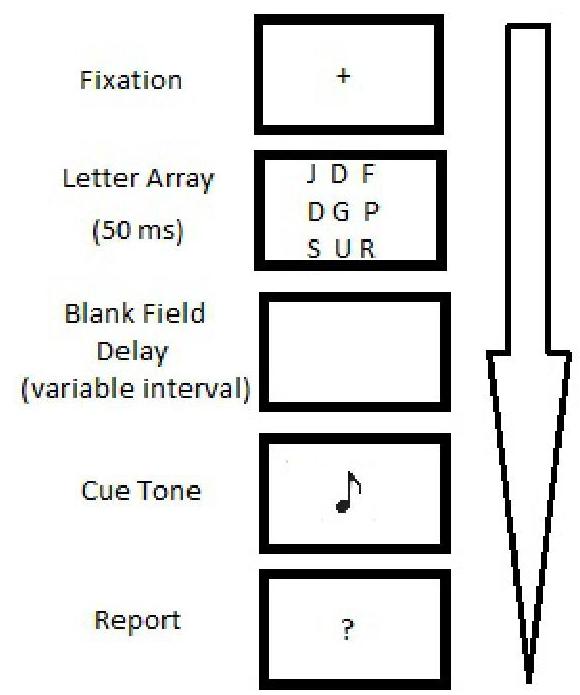 Fixation
+
Letter Array
(50 ms)
J D F
D G P
S U R
Blank Field
Delay
(variable interval)
Cue Tone
Report
?